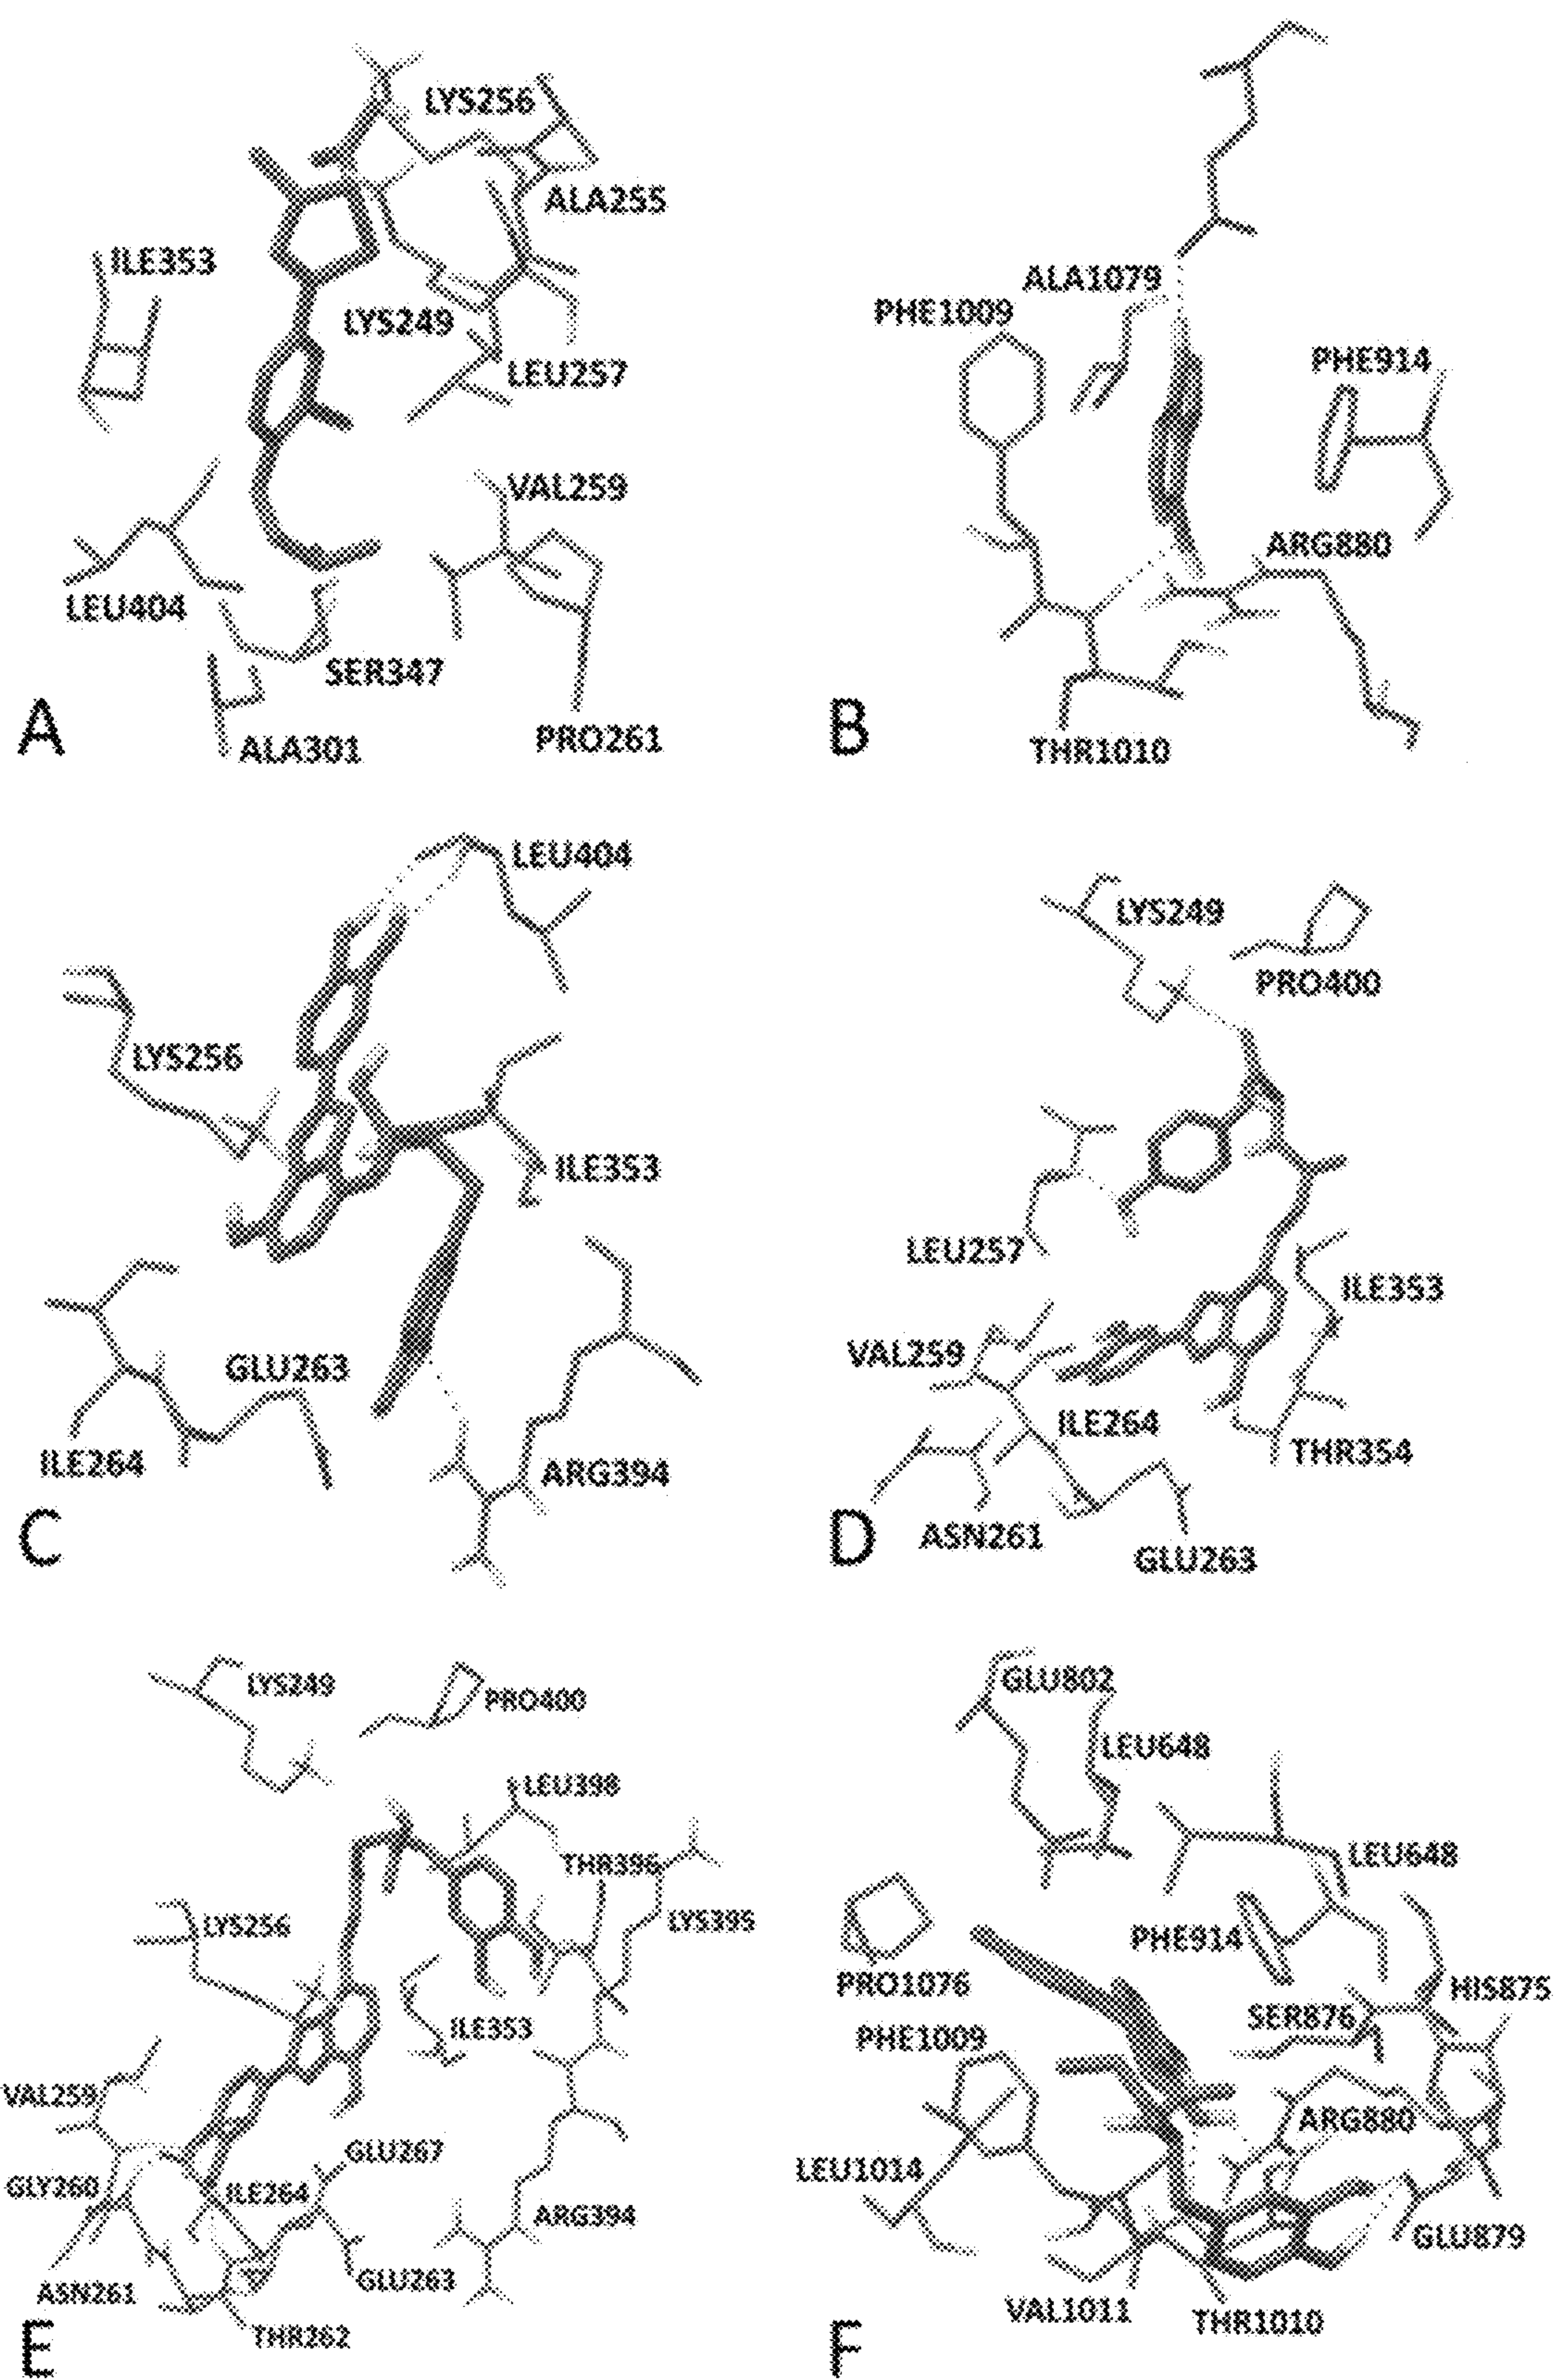 LYS256
ALA255
ILE353
LYS249
LEU257
VAL259
LEU404
SER347
PRO261
ALA301
A
ALA1079
PHE1009
PHE914
ARG880
THR1010
B
LEU404
LYS256
ILE353
GLU263
ILE264
ARG394
C
LYS249
PRO400
LEU257
ILE353
VAL259
ILE264
THR354
ASN261
GLU263
D
LYS249
PRO400
LEU398
THR396
LYS395
LYS256
ILE353
VAL259
GLU267
GLY260
ILE264
ARG394
GLU263
ASN261
THR262
E
GLU802
LEU648
LEU648
PHE914
PRO1076
HIS875
SER876
PHE1009
ARG880
LEU1014
GLU879
VAL1011
THR1010
F